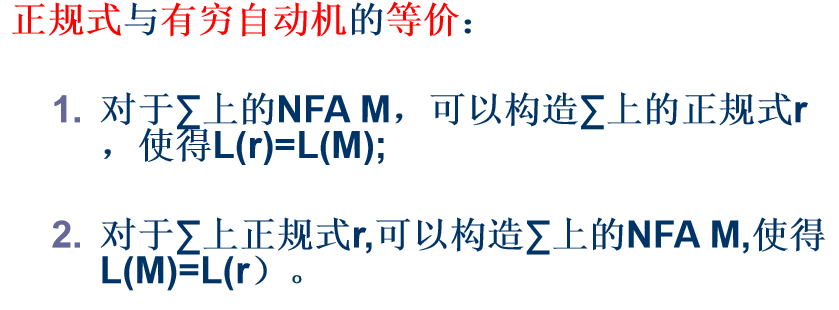 正规式与有穷自动机的等价：
1. 对于∑上的NFA M，可以构造∑上的正规式r
，使得L(r)=L(M);
2. 对于∑上正规式r,可以构造∑上的NFA M,使得
L(M)=L(r）。